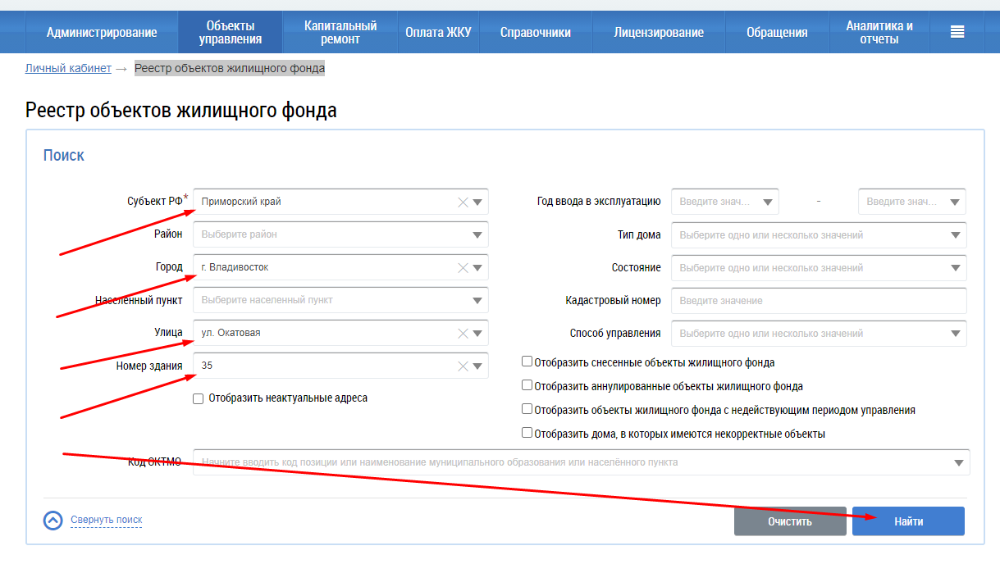 Администрирование
Объекты управления
Капитальный ремонт
Оплата ЖКУ
Справочники
Лицензирование
Обращения
Аналитика и отчеты
Личный кабинет → Реестр объектов жилищного фонда
Реестр объектов жилищного фонда
Поиск
Субъект РФ* Приморский край
Район Выберите район
Город г. Владивосток
Населенный пункт Выберите населенный пункт
Улица ул. Окатовая
Номер здания 35
Отобразить неактуальные адреса
Год ввода в эксплуатацию Введите знач... - Введите знач...
Тип дома Выберите одно или несколько значений
Состояние Выберите одно или несколько значений
Кадастровый номер Введите значение
Способ управления Выберите одно или несколько значений
Отобразить снесенные объекты жилищного фонда
Отобразить аннулированные объекты жилищного фонда
Отобразить объекты жилищного фонда с недействующим периодом управления
Отобразить дома, в которых имеются некорректные объекты
Код ОКТМО Начните вводить код позиции или наименование муниципального образования или населённого пункта
Свернуть поиск
Очистить
Найти